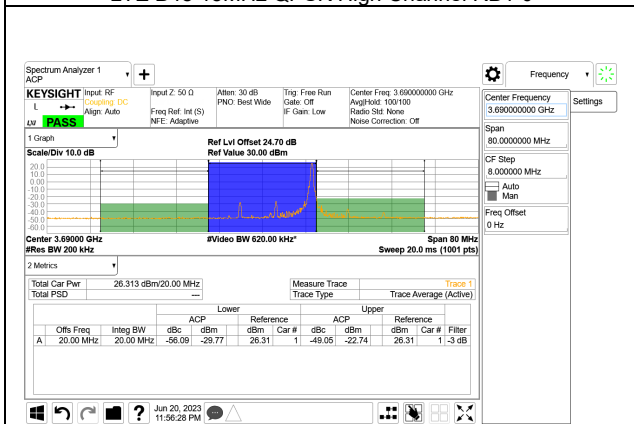 Spectrum Analyzer 1
ACP
+
Frequency
KEYSIGHT Input: RF Input Z: 50 Ω Atten: 30 dB Trig: Free Run Center Freq: 3.690000000 GHz
L Coupling: DC PNO: Best Wide Gate: Off Avg|Hold: 100/100
Align: Auto Freq Ref: Int (S) IF Gain: Low Radio Std: None
LXI PASS NFE: Adaptive Noise Correction: Off
Center Frequency
3.690000000 GHz
Settings
Span
80.0000000 MHz
CF Step
8.000000 MHz
Auto
Man
Freq Offset
0 Hz
1 Graph
Ref Lvl Offset 24.70 dB
Scale/Div 10.0 dB Ref Value 30.00 dBm
20.0
10.0
0.00
-10.0
-20.0
-30.0
-40.0
-50.0
-60.0
Center 3.69000 GHz #Video BW 620.00 kHz* Span 80 MHz
#Res BW 200 kHz Sweep 20.0 ms (1001 pts)
2 Metrics
Total Car Pwr 26.313 dBm/20.00 MHz Measure Trace Trace 1
Total PSD --- Trace Type Trace Average (Active)
Lower Upper
ACP Reference ACP Reference
Offs Freq Integ BW dBc dBm dBm Car # dBc dBm dBm Car # Filter
A 20.00 MHz 20.00 MHz -56.09 -29.77 26.31 1 -49.05 -22.74 26.31 1 -3 dB
?
Jun 20, 2023
11:56:28 PM